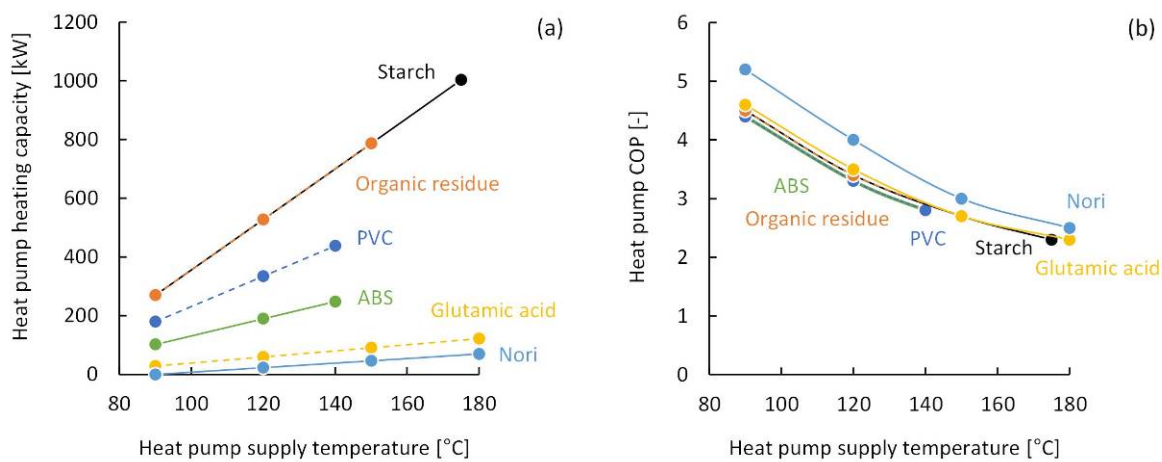 (a)
Heat pump heating capacity [kW]
1200
1000
800
600
400
200
0
80
100
120
140
160
180
Heat pump supply temperature [°C]
Starch
Organic residue
PVC
ABS
Glutamic acid
Nori
(b)
Heat pump COP [-]
6
5
4
3
2
1
0
80
100
120
140
160
180
Heat pump supply temperature [°C]
ABS
Organic residue
PVC
Nori
Starch
Glutamic acid